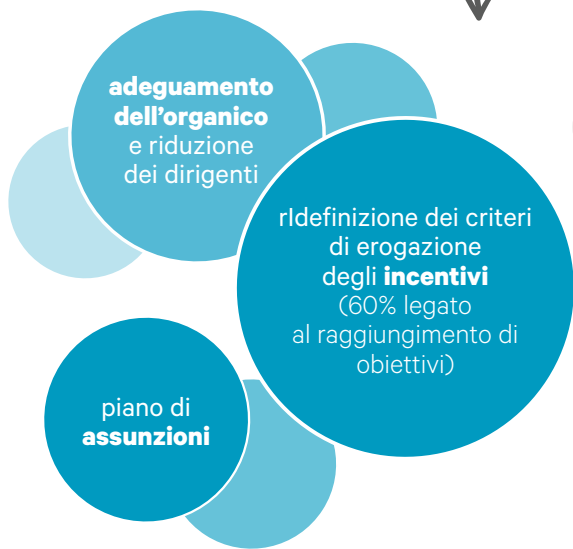 adeguamento
dell’organico
e riduzione
dei dirigenti
rIdefinizione dei criteri
di erogazione
degli incentivi
(60% legato
al raggiungimento di
obiettivi)
piano di
assunzioni